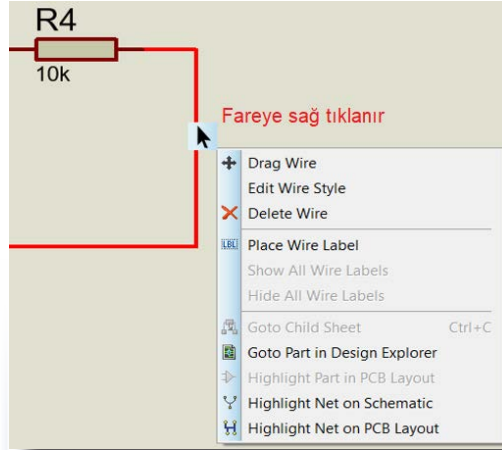 R4
10k
Fareye sağ tıklanır
Drag Wire
Edit Wire Style
Delete Wire
LBL Place Wire Label
Show All Wire Labels
Hide All Wire Labels
Goto Child Sheet Ctrl+C
Goto Part in Design Explorer
Highlight Part in PCB Layout
Highlight Net on Schematic
Highlight Net on PCB Layout